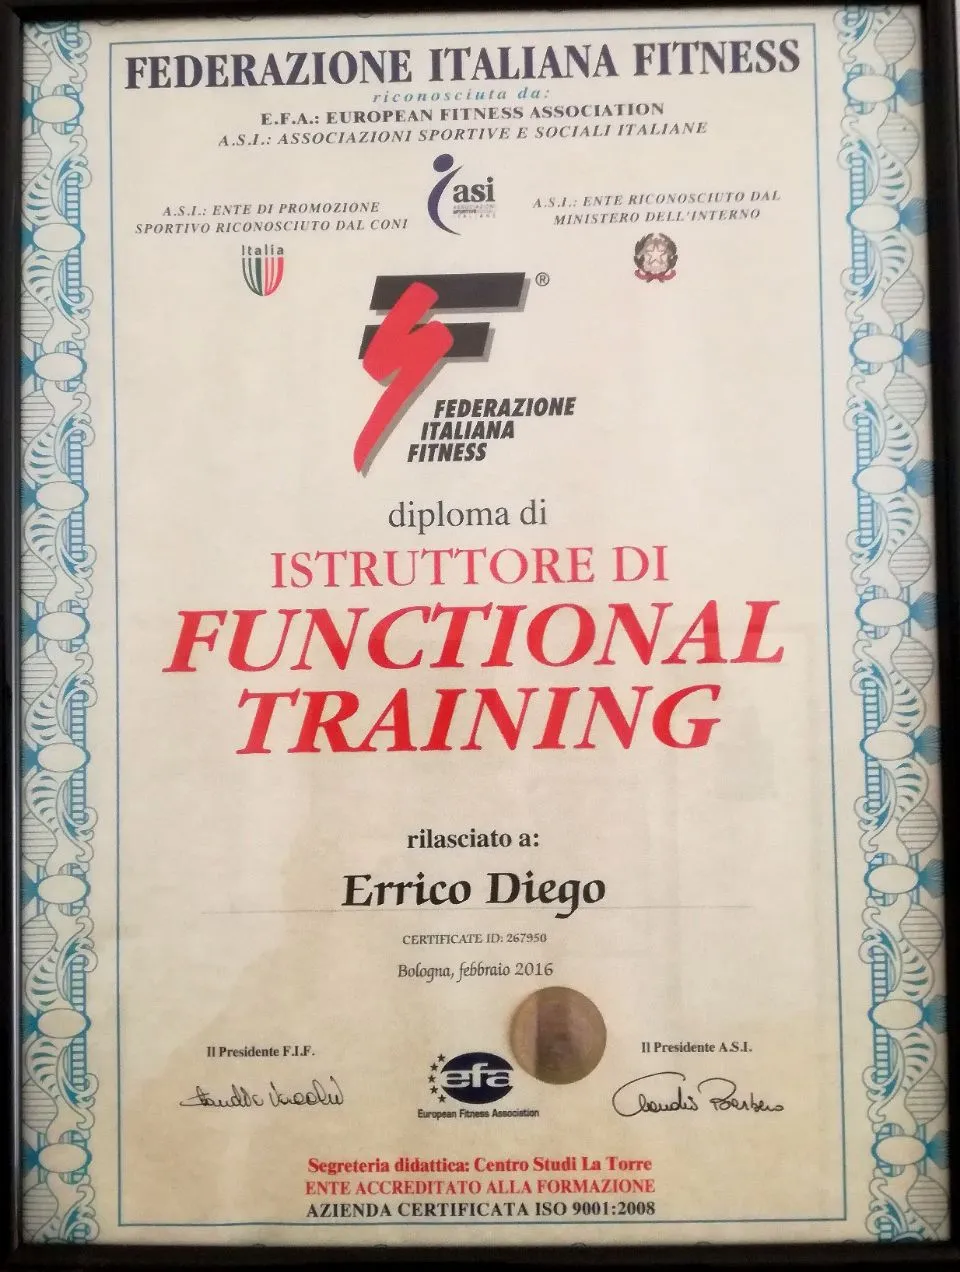 FEDERAZIONE ITALIANA FITNESS
riconosciuta da:
E.F.A.: EUROPEAN FITNESS ASSOCIATION
A.S.I.: ASSOCIAZIONI SPORTIVE E SOCIALI ITALIANE
asi
A.S.I.: ENTE DI PROMOZIONE
SPORTIVO RICONOSCIUTO DAL CONI
A.S.I.: ENTE RICONOSCIUTO DAL
MINISTERO DELL'INTERNO
Italia
®
FEDERAZIONE
ITALIANA
FITNESS
diploma di
ISTRUTTORE DI
FUNCTIONAL
TRAINING
rilasciato a:
Errico Diego
CERTIFICATE ID: 267950
Bologna, febbraio 2016
Il Presidente F.I.F.
Il Presidente A.S.I.
efa
European Fitness Association
Claudio Barbaro
Segreteria didattica: Centro Studi La Torre
ENTE ACCREDITATO ALLA FORMAZIONE
AZIENDA CERTIFICATA ISO 9001:2008